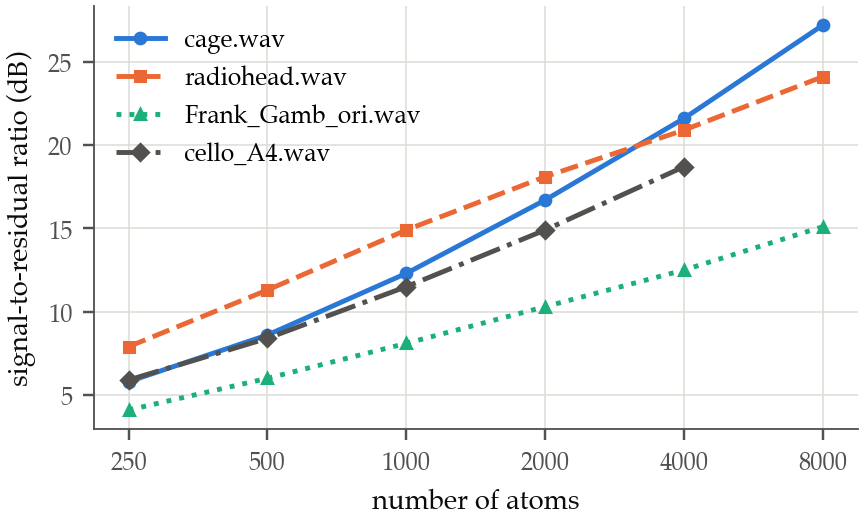 cage.wav
radiohead.wav
Frank_Gamb_ori.wav
cello_A4.wav
signal-to-residual ratio (dB)
25
20
15
10
5
250 500 1000 2000 4000 8000
number of atoms